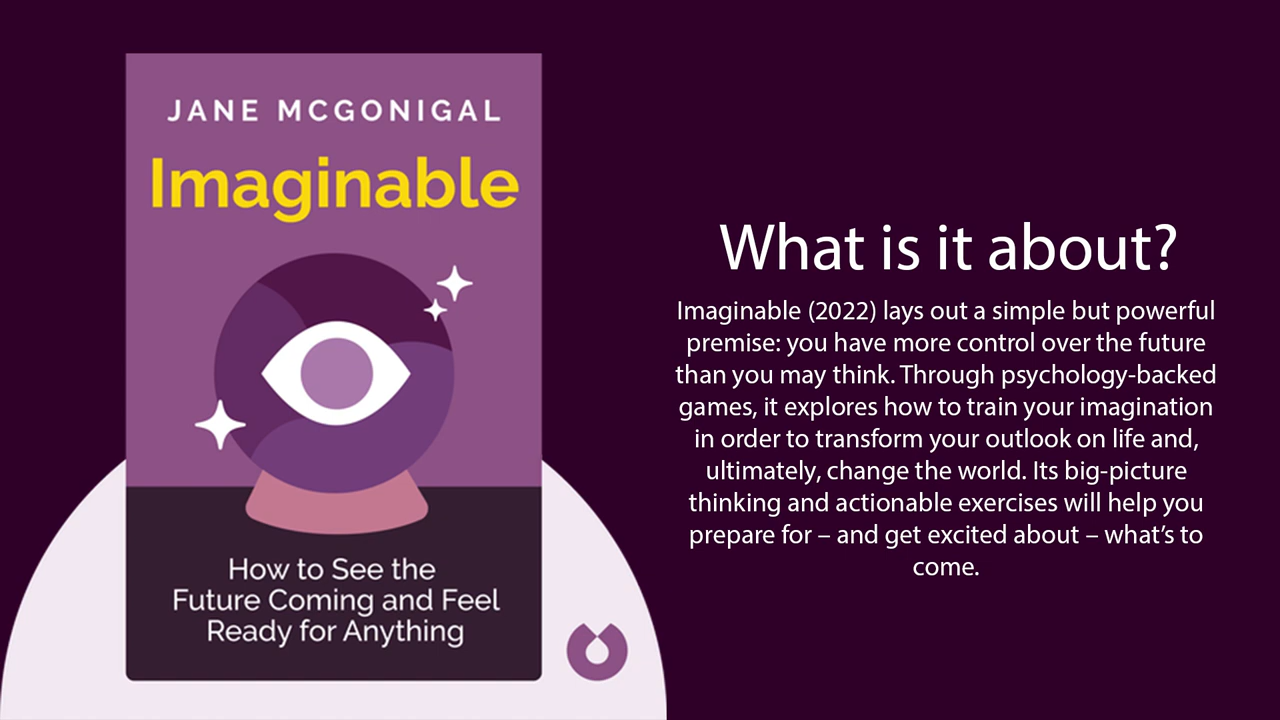 JANE MCGONIGAL
Imaginable
How to See the
Future Coming and Feel
Ready for Anything
What is it about?
Imaginable (2022) lays out a simple but powerful
premise: you have more control over the future
than you may think. Through psychology-backed
games, it explores how to train your imagination
in order to transform your outlook on life and,
ultimately, change the world. Its big-picture
thinking and actionable exercises will help you
prepare for – and get excited about – what’s to
come.